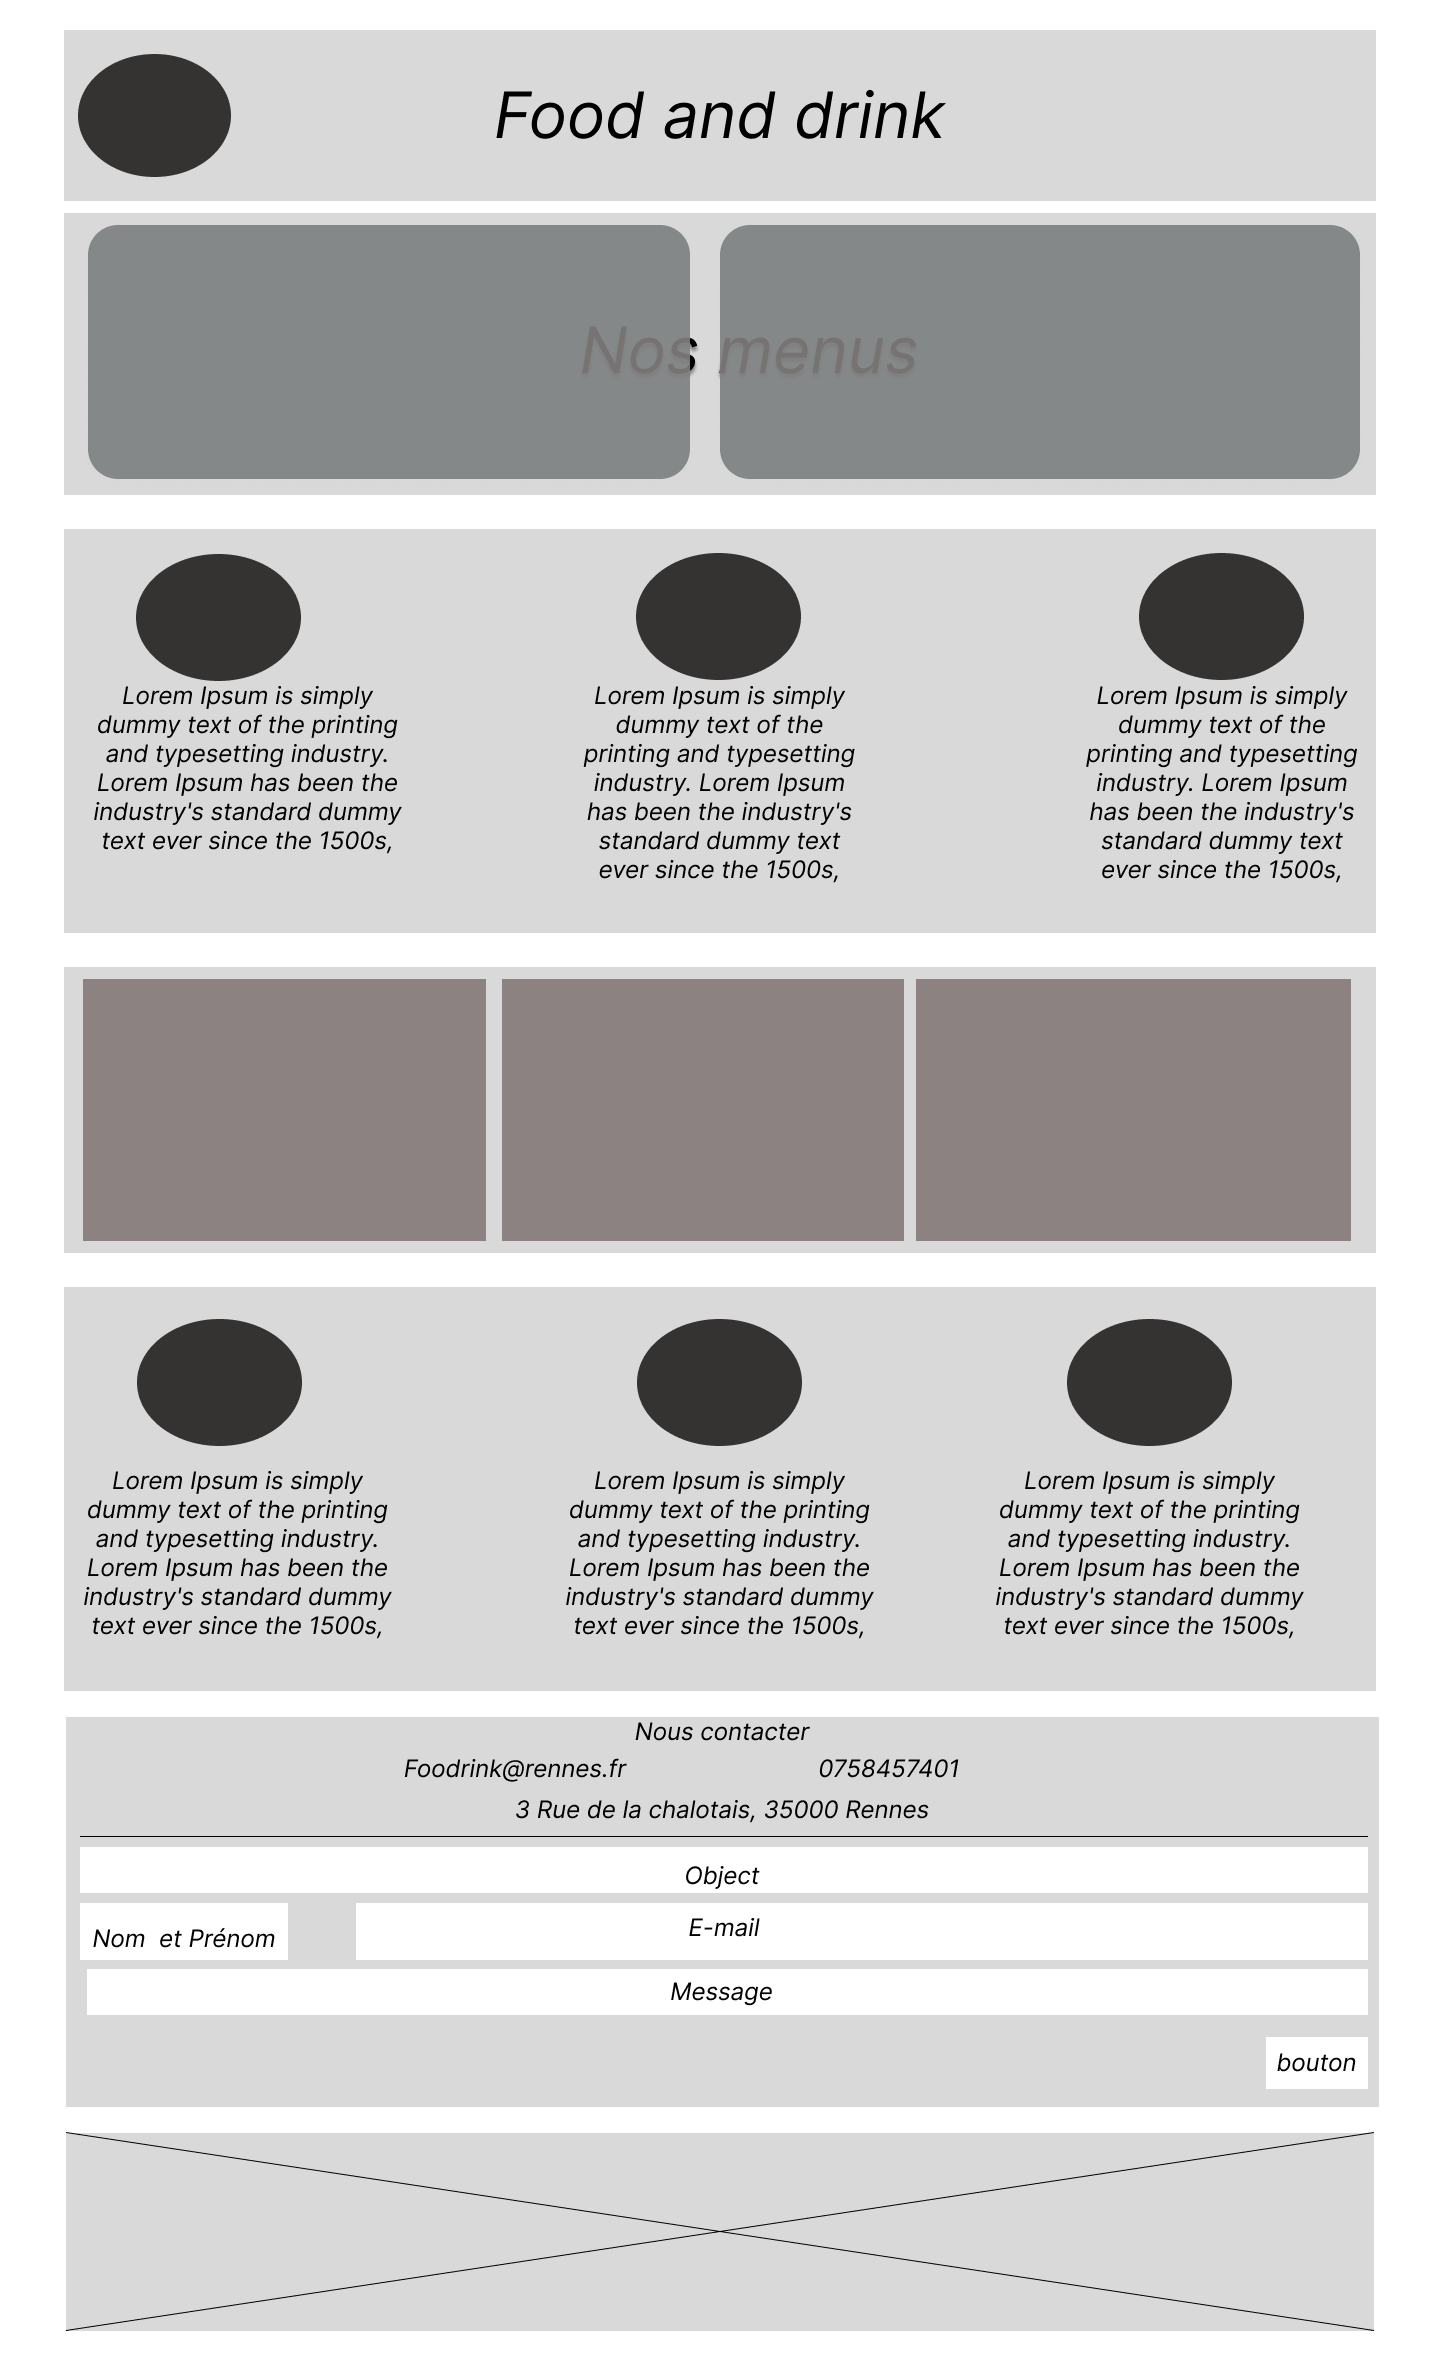 Food and drink
Nos menus
Lorem Ipsum is simply
dummy text of the printing
and typesetting industry.
Lorem Ipsum has been the
industry's standard dummy
text ever since the 1500s,
Lorem Ipsum is simply
dummy text of the
printing and typesetting
industry. Lorem Ipsum
has been the industry's
standard dummy text
ever since the 1500s,
Lorem Ipsum is simply
dummy text of the
printing and typesetting
industry. Lorem Ipsum
has been the industry's
standard dummy text
ever since the 1500s,
Lorem Ipsum is simply
dummy text of the printing
and typesetting industry.
Lorem Ipsum has been the
industry's standard dummy
text ever since the 1500s,
Lorem Ipsum is simply
dummy text of the printing
and typesetting industry.
Lorem Ipsum has been the
industry's standard dummy
text ever since the 1500s,
Lorem Ipsum is simply
dummy text of the printing
and typesetting industry.
Lorem Ipsum has been the
industry's standard dummy
text ever since the 1500s,
Nous contacter
Foodrink@rennes.fr 0758457401
3 Rue de la chalotais, 35000 Rennes
Object
Nom et Prénom
E-mail
Message
bouton